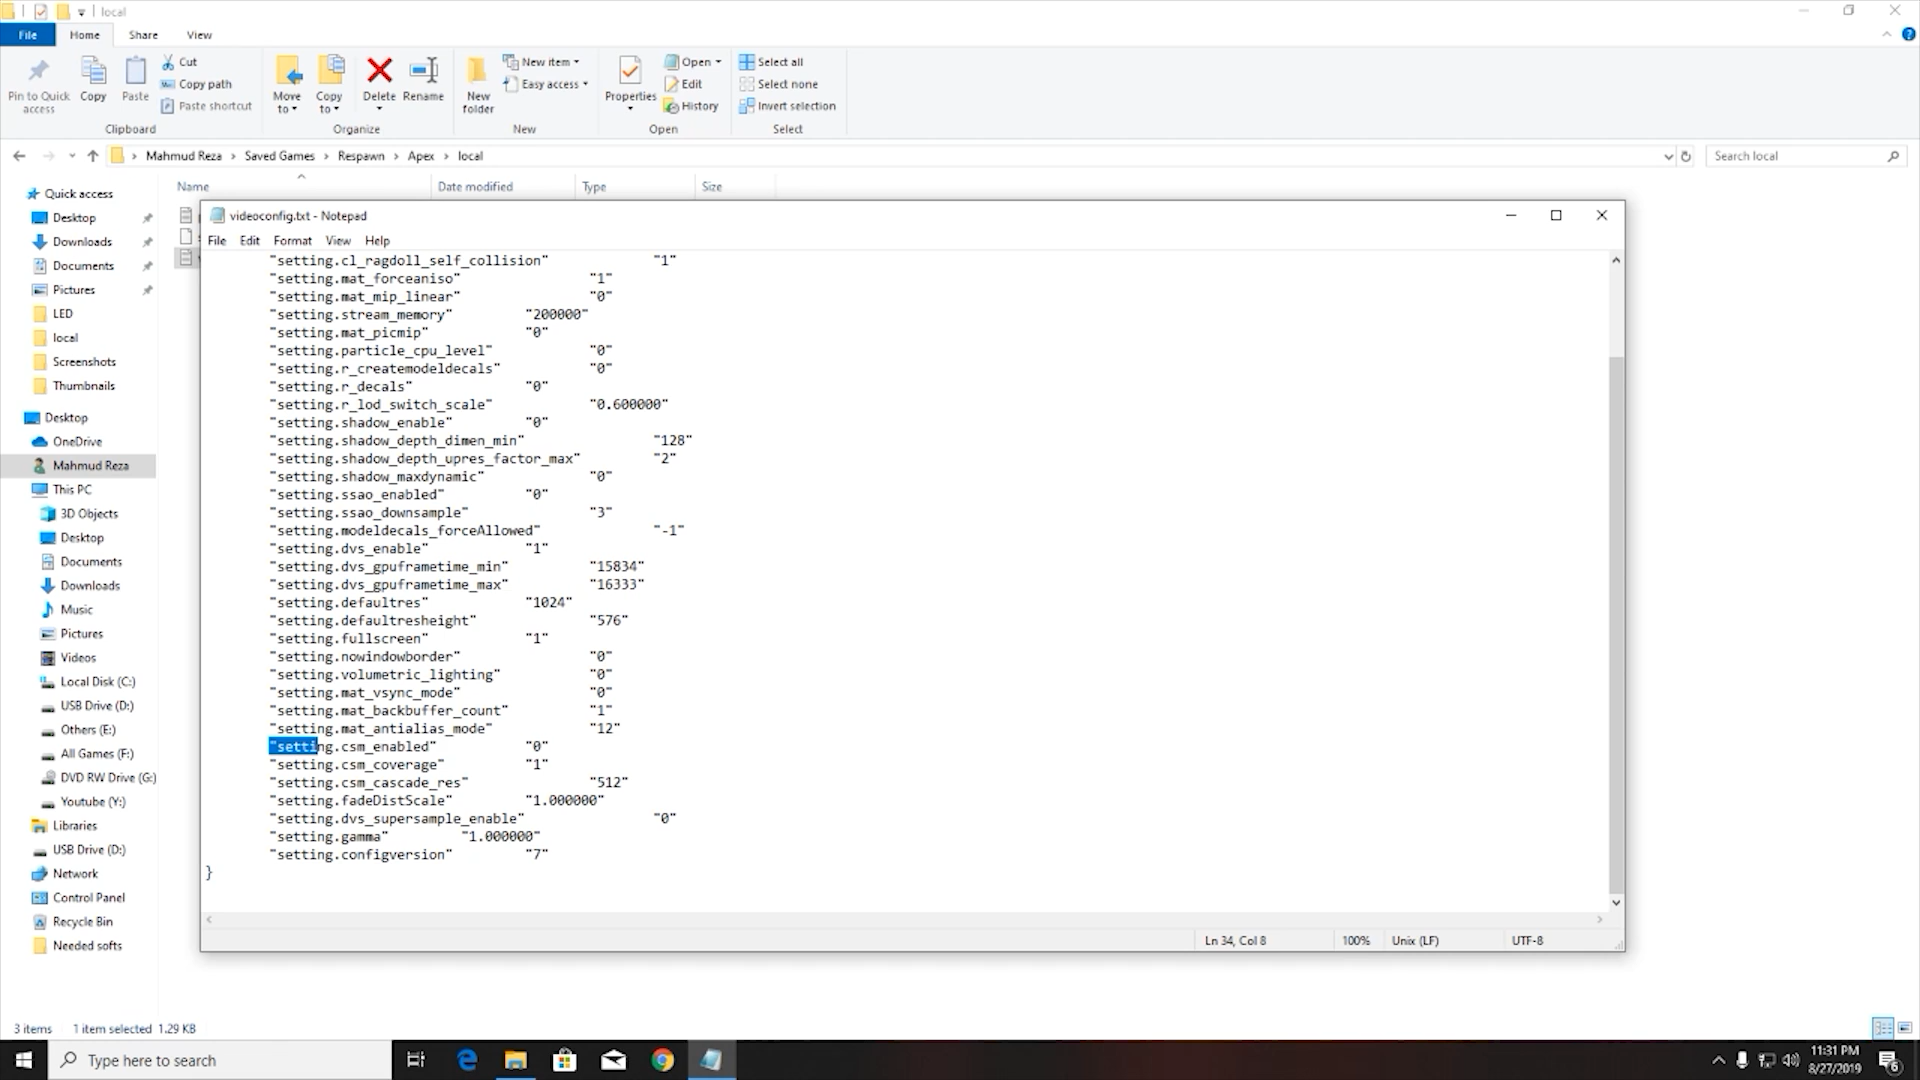 local
File Home Share View
Pin to Quick access
Copy
Paste
Cut
Copy path
Paste shortcut
Clipboard
Move to
Copy to
Delete
Rename
Organize
New folder
New item
Easy access
New
Properties
Open
Edit
History
Open
Select all
Select none
Invert selection
Select
Mahmud Reza > Saved Games > Respawn > Apex > local
Search local
Name Date modified Type Size
Quick access
Desktop
Downloads
Documents
Pictures
LED
local
Screenshots
Thumbnails
Desktop
OneDrive
Mahmud Reza
This PC
3D Objects
Desktop
Documents
Downloads
Music
Pictures
Videos
Local Disk (C:)
USB Drive (D:)
Others (E:)
All Games (F:)
DVD RW Drive (G:)
Youtube (Y:)
Libraries
USB Drive (D:)
Network
Control Panel
Recycle Bin
Needed softs
videoconfig.txt - Notepad
File Edit Format View Help
"setting.cl_ragdoll_self_collision" "1"
"setting.mat_forceaniso" "1"
"setting.mat_mip_linear" "0"
"setting.stream_memory" "200000"
"setting.mat_picmip" "0"
"setting.particle_cpu_level" "0"
"setting.r_createmodeldecals" "0"
"setting.r_decals" "0"
"setting.r_lod_switch_scale" "0.600000"
"setting.shadow_enable" "0"
"setting.shadow_depth_dimen_min" "128"
"setting.shadow_depth_upres_factor_max" "2"
"setting.shadow_maxdynamic" "0"
"setting.ssao_enabled" "0"
"setting.ssao_downsample" "3"
"setting.modeldecals_forceAllowed" "-1"
"setting.dvs_enable" "1"
"setting.dvs_gpuframetime_min" "15834"
"setting.dvs_gpuframetime_max" "16333"
"setting.defaultres" "1024"
"setting.defaultresheight" "576"
"setting.fullscreen" "1"
"setting.nowindowborder" "0"
"setting.volumetric_lighting" "0"
"setting.mat_vsync_mode" "0"
"setting.mat_backbuffer_count" "1"
"setting.mat_antialias_mode" "12"
"setting.csm_enabled" "0"
"setting.csm_coverage" "1"
"setting.csm_cascade_res" "512"
"setting.fadeDistScale" "1.000000"
"setting.dvs_supersample_enable" "0"
"setting.gamma" "1.000000"
"setting.configversion" "7"
}
Ln 34, Col 8 100% Unix (LF) UTF-8
3 items 1 item selected 1.29 KB
Type here to search
11:31 PM
8/27/2019
6